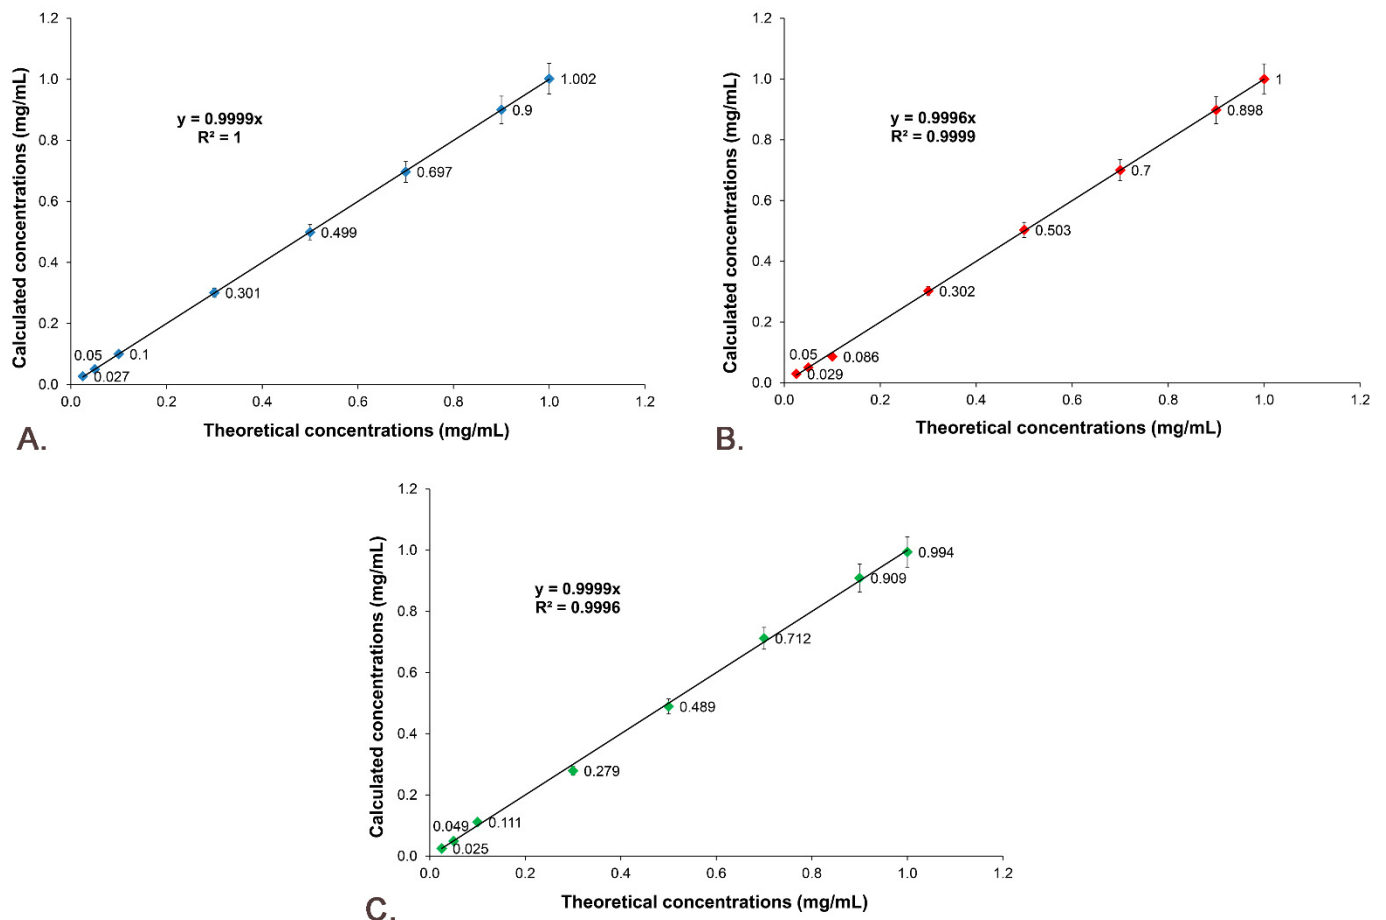 1.2
1.0
0.8
0.6
0.4
0.2
0.0
Calculated concentrations (mg/mL)
y = 0.9999x
R² = 1
1.002
0.9
0.697
0.499
0.301
0.1
0.05
0.027
0.0 0.2 0.4 0.6 0.8 1.0 1.2
Theoretical concentrations (mg/mL)
A.
1.2
1.0
0.8
0.6
0.4
0.2
0.0
Calculated concentrations (mg/mL)
y = 0.9996x
R² = 0.9999
1
0.898
0.7
0.503
0.302
0.086
0.05
0.029
0.0 0.2 0.4 0.6 0.8 1.0 1.2
Theoretical concentrations (mg/mL)
B.
1.2
1.0
0.8
0.6
0.4
0.2
0.0
Calculated concentrations (mg/mL)
y = 0.9999x
R² = 0.9996
0.994
0.909
0.712
0.489
0.279
0.111
0.049
0.025
0.0 0.2 0.4 0.6 0.8 1.0 1.2
Theoretical concentrations (mg/mL)
C.